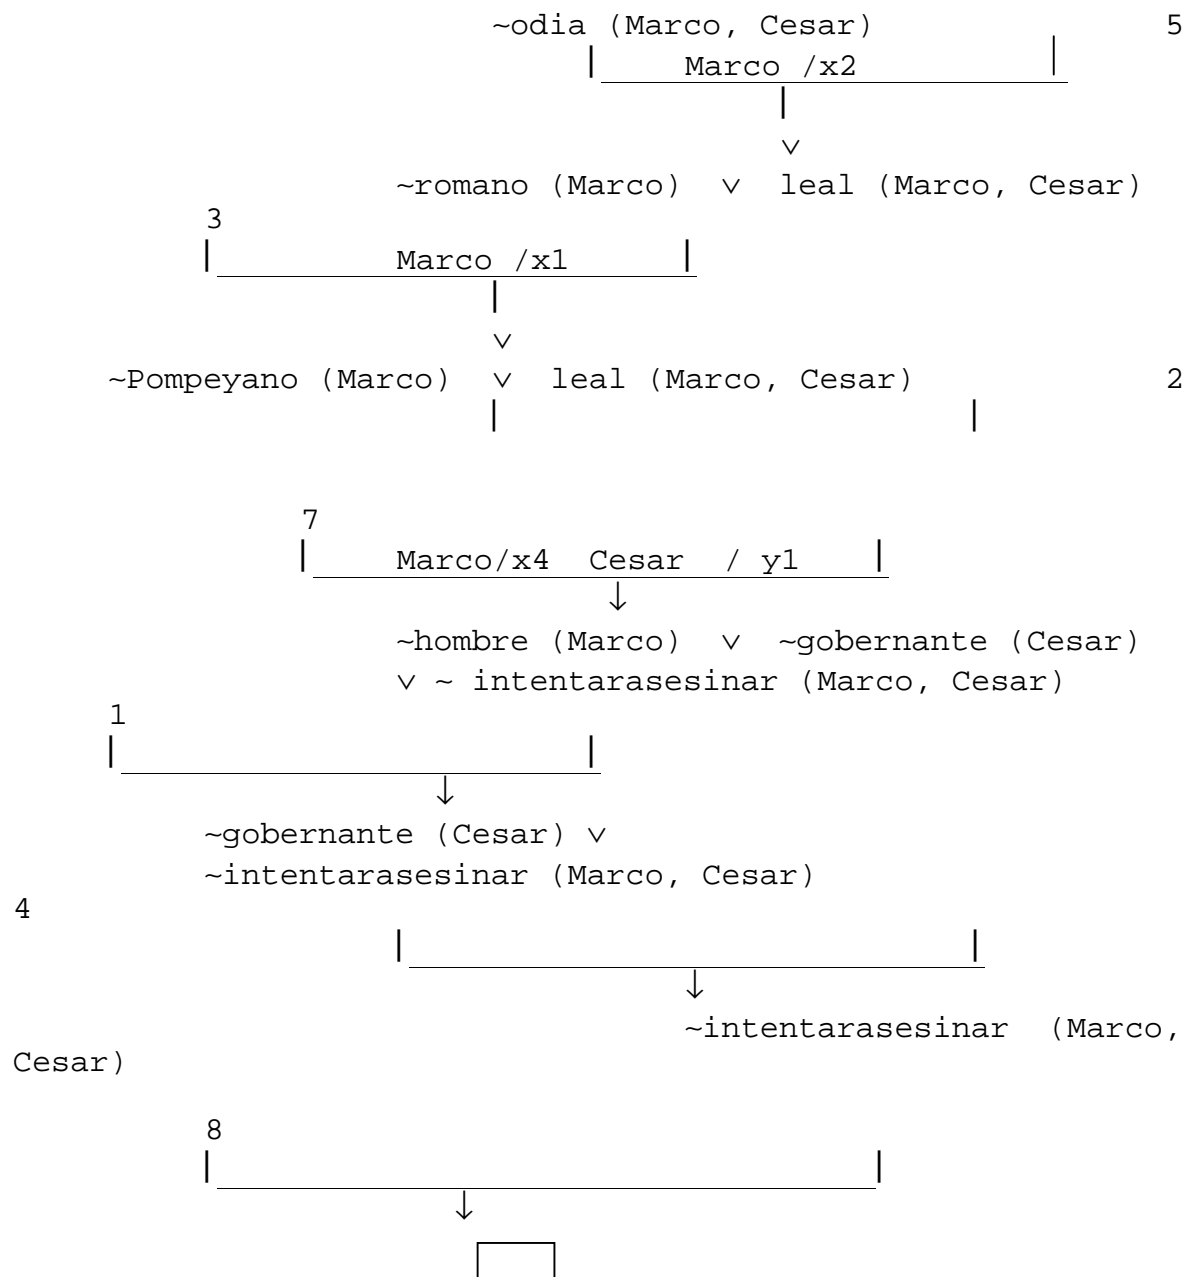 ~odia (Marco, Cesar) 5
Marco /x2
∨
~romano (Marco) ∨ leal (Marco, Cesar)
3
Marco /x1
∨
~Pompeyano (Marco) ∨ leal (Marco, Cesar) 2
7
Marco/x4 Cesar / y1
↓
~hombre (Marco) ∨ ~gobernante (Cesar)
∨ ~ intentarasesinar (Marco, Cesar)
1
↓
~gobernante (Cesar) ∨
~intentarasesinar (Marco, Cesar)
4
↓
~intentarasesinar (Marco,
Cesar)
8
↓